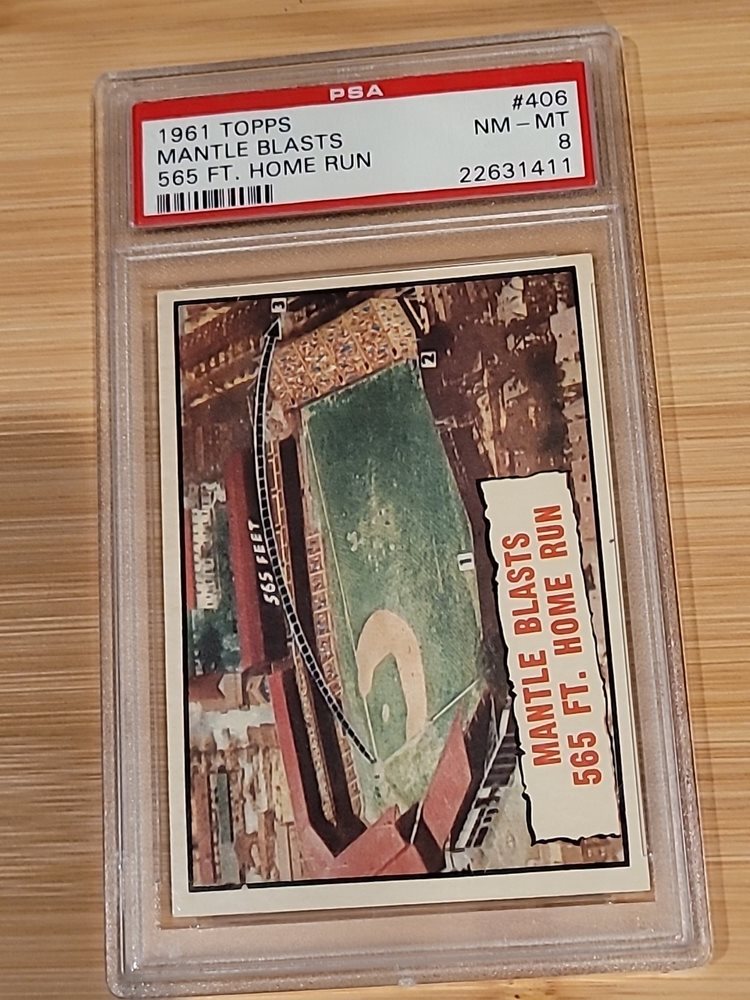 PSA
1961 TOPPS #406
MANTLE BLASTS NM - MT
565 FT. HOME RUN 8
22631411
3
2
565 FEET
1
MANTLE BLASTS
565 FT. HOME RUN